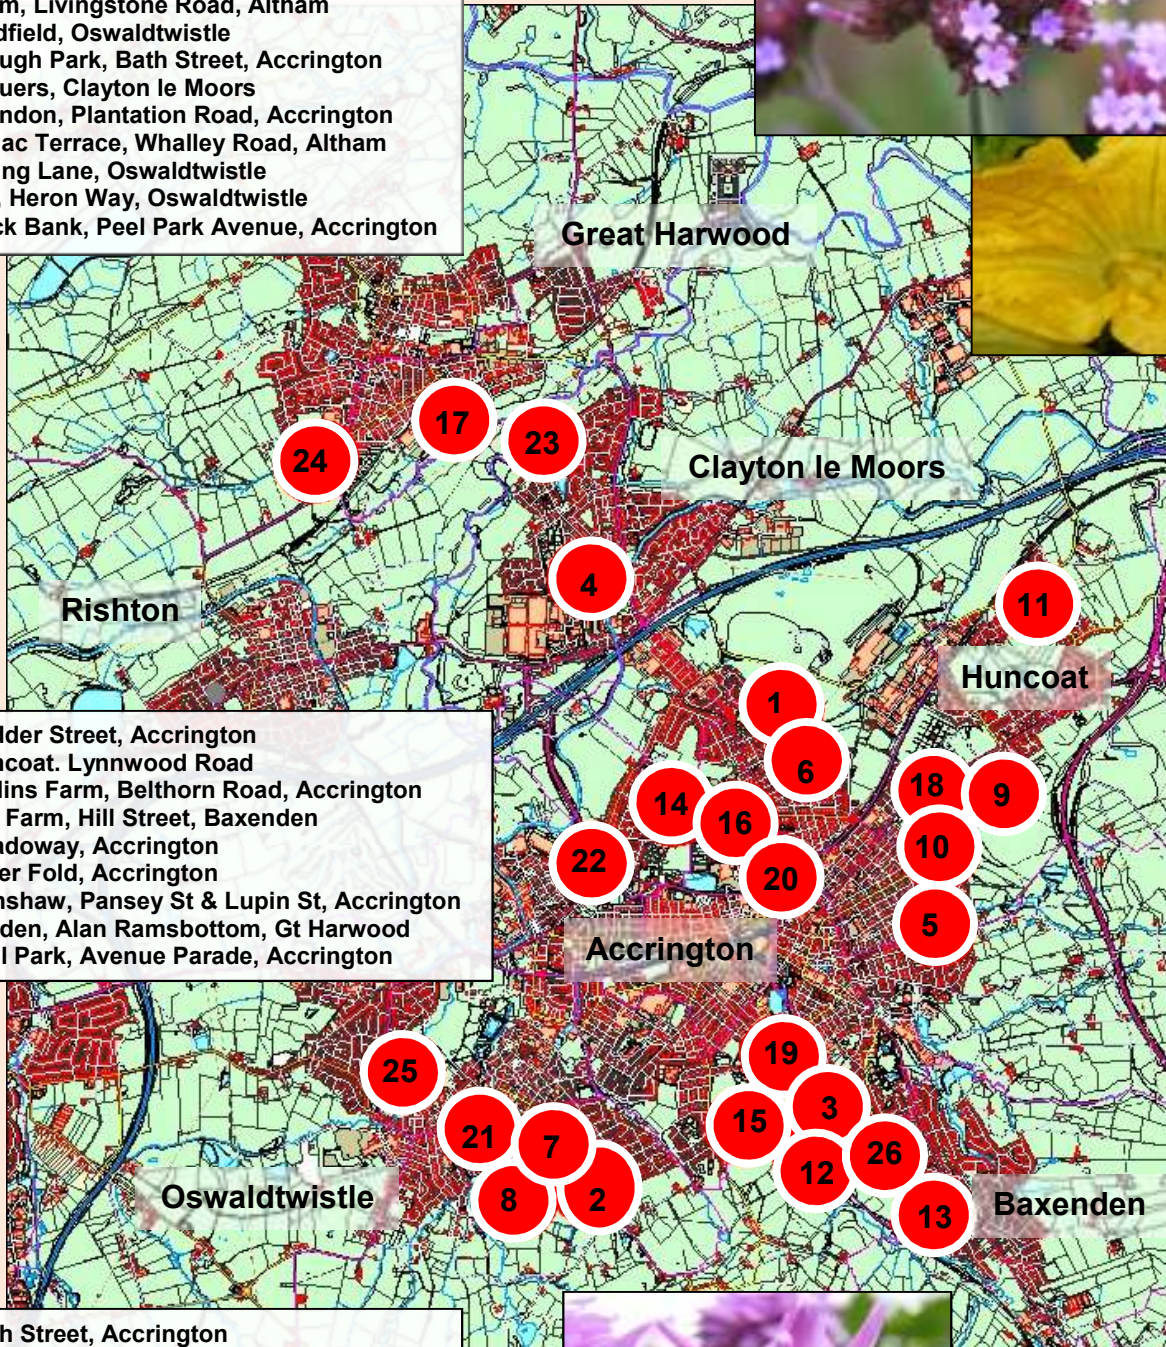 m, Livingstone Road, Altham
dfield, Oswaldtwistle
ugh Park, Bath Street, Accrington
uers, Clayton le Moors
ndon, Plantation Road, Accrington
ac Terrace, Whalley Road, Altham
ng Lane, Oswaldtwistle
, Heron Way, Oswaldtwistle
ck Bank, Peel Park Avenue, Accrington
Great Harwood
17
23
24
Clayton le Moors
4
Rishton
11
Huncoat
1
6
18
9
14
16
10
22
20
5
Accrington
lder Street, Accrington
ncoat. Lynnwood Road
llins Farm, Belthorn Road, Accrington
Farm, Hill Street, Baxenden
adoway, Accrington
er Fold, Accrington
nshaw, Pansey St & Lupin St, Accrington
den, Alan Ramsbottom, Gt Harwood
l Park, Avenue Parade, Accrington
19
25
3
15
21
7
26
12
8
2
Oswaldtwistle
13
Baxenden
h Street, Accrington